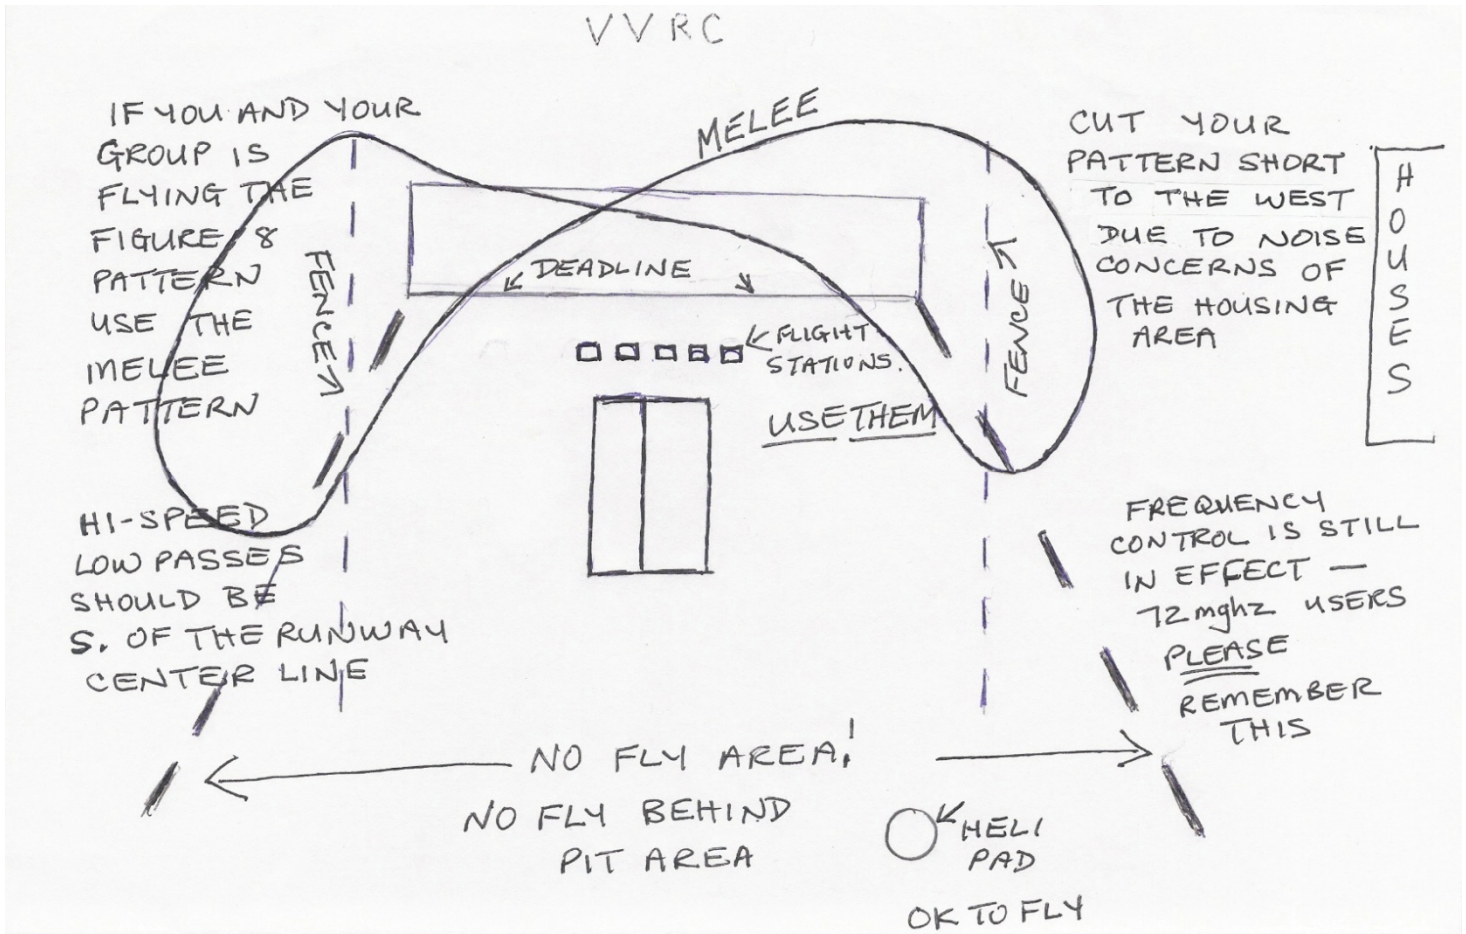 VVRC
IF YOU AND YOUR
GROUP IS
FLYING THE
FIGURE 8
PATTERN
USE THE
MELEE
PATTERN
MELEE
CUT YOUR
PATTERN SHORT
TO THE WEST
DUE TO NOISE
CONCERNS OF
THE HOUSING
AREA
HOUSES
FENCE
DEADLINE
FENCE
FLIGHT
STATIONS.
USE THEM
HI-SPEED
LOW PASSES
SHOULD BE
S. OF THE RUNWAY
CENTER LINE
FREQUENCY
CONTROL IS STILL
IN EFFECT —
72mghz USERS
PLEASE
REMEMBER
THIS
NO FLY AREA!
NO FLY BEHIND
PIT AREA
HELI
PAD
OK TO FLY